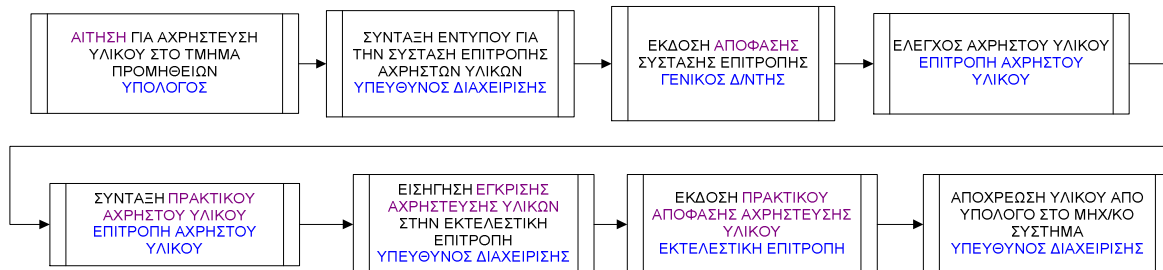 ΑΙΤΗΣΗ ΓΙΑ ΑΧΡΗΣΤΕΥΣΗ
ΥΛΙΚΟΥ ΣΤΟ ΤΜΗΜΑ
ΠΡΟΜΗΘΕΙΩΝ
ΥΠΟΛΟΓΟΣ
ΣΥΝΤΑΞΗ ΕΝΤΥΠΟΥ ΓΙΑ
ΤΗΝ ΣΥΣΤΑΣΗ ΕΠΙΤΡΟΠΗΣ
ΑΧΡΗΣΤΩΝ ΥΛΙΚΩΝ
ΥΠΕΥΘΥΝΟΣ ΔΙΑΧΕΙΡΙΣΗΣ
ΕΚΔΟΣΗ ΑΠΟΦΑΣΗΣ
ΣΥΣΤΑΣΗΣ ΕΠΙΤΡΟΠΗΣ
ΓΕΝΙΚΟΣ Δ/ΝΤΗΣ
ΕΛΕΓΧΟΣ ΑΧΡΗΣΤΟΥ ΥΛΙΚΟΥ
ΕΠΙΤΡΟΠΗ ΑΧΡΗΣΤΟΥ
ΥΛΙΚΟΥ
ΣΥΝΤΑΞΗ ΠΡΑΚΤΙΚΟΥ
ΑΧΡΗΣΤΟΥ ΥΛΙΚΟΥ
ΕΠΙΤΡΟΠΗ ΑΧΡΗΣΤΟΥ
ΥΛΙΚΟΥ
ΕΙΣΗΓΗΣΗ ΕΓΚΡΙΣΗΣ
ΑΧΡΗΣΤΕΥΣΗΣ ΥΛΙΚΩΝ
ΣΤΗΝ ΕΚΤΕΛΕΣΤΙΚΗ
ΕΠΙΤΡΟΠΗ
ΥΠΕΥΘΥΝΟΣ ΔΙΑΧΕΙΡΙΣΗΣ
ΕΚΔΟΣΗ ΠΡΑΚΤΙΚΟΥ
ΑΠΟΦΑΣΗΣ ΑΧΡΗΣΤΕΥΣΗΣ
ΥΛΙΚΟΥ
ΕΚΤΕΛΕΣΤΙΚΗ ΕΠΙΤΡΟΠΗ
ΑΠΟΧΡΕΩΣΗ ΥΛΙΚΟΥ ΑΠΟ
ΥΠΟΛΟΓΟ ΣΤΟ ΜΗΧ/ΚΟ
ΣΥΣΤΗΜΑ
ΥΠΕΥΘΥΝΟΣ ΔΙΑΧΕΙΡΙΣΗΣ